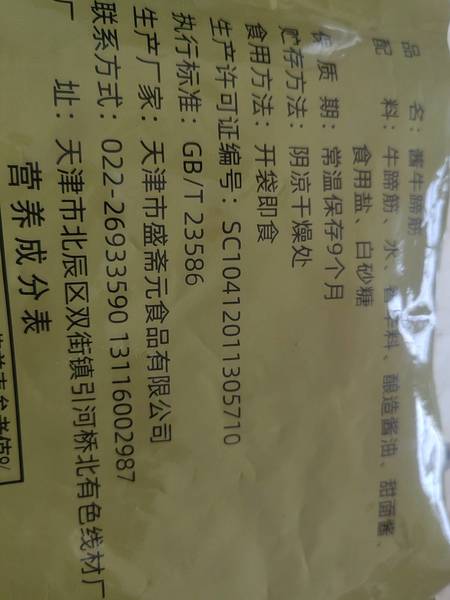 品 名：酱牛蹄筋
配 料：牛蹄筋、水、香辛料、酿造酱油、甜面酱、
食用盐、白砂糖
保 质 期：常温保存9个月
贮存方法：阴凉干燥处
食用方法：开袋即食
生产许可证编号：SC10412011305710
执行标准：GB/T 23586
生产厂家：天津市盛斋元食品有限公司
联系方式：022-26933590 13116002987
厂 址：天津市北辰区双街镇引河桥北有色线材厂
营养成分表